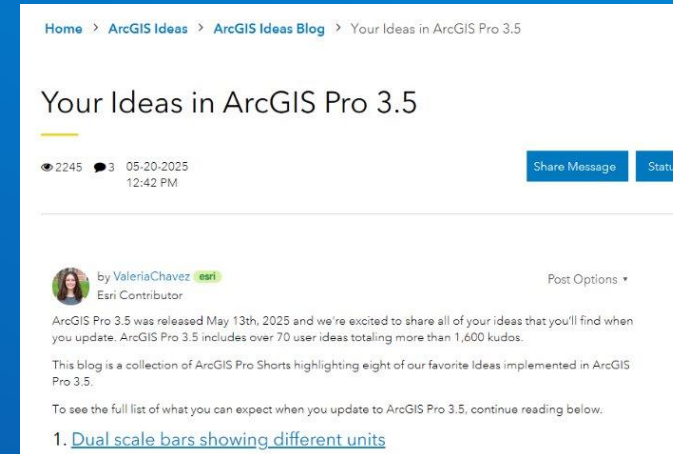 Home > ArcGIS Ideas > ArcGIS Ideas Blog > Your Ideas in ArcGIS Pro 3.5
Your Ideas in ArcGIS Pro 3.5
2245 3 05-20-2025
12:42 PM
Share Message
Statu
by ValeriaChavez esri
Esri Contributor
Post Options
ArcGIS Pro 3.5 was released May 13th, 2025 and we're excited to share all of your ideas that you'll find when
you update. ArcGIS Pro 3.5 includes over 70 user ideas totaling more than 1,600 kudos.
This blog is a collection of ArcGIS Pro Shorts highlighting eight of our favorite Ideas implemented in ArcGIS
Pro 3.5.
To see the full list of what you can expect when you update to ArcGIS Pro 3.5, continue reading below.
1. Dual scale bars showing different units